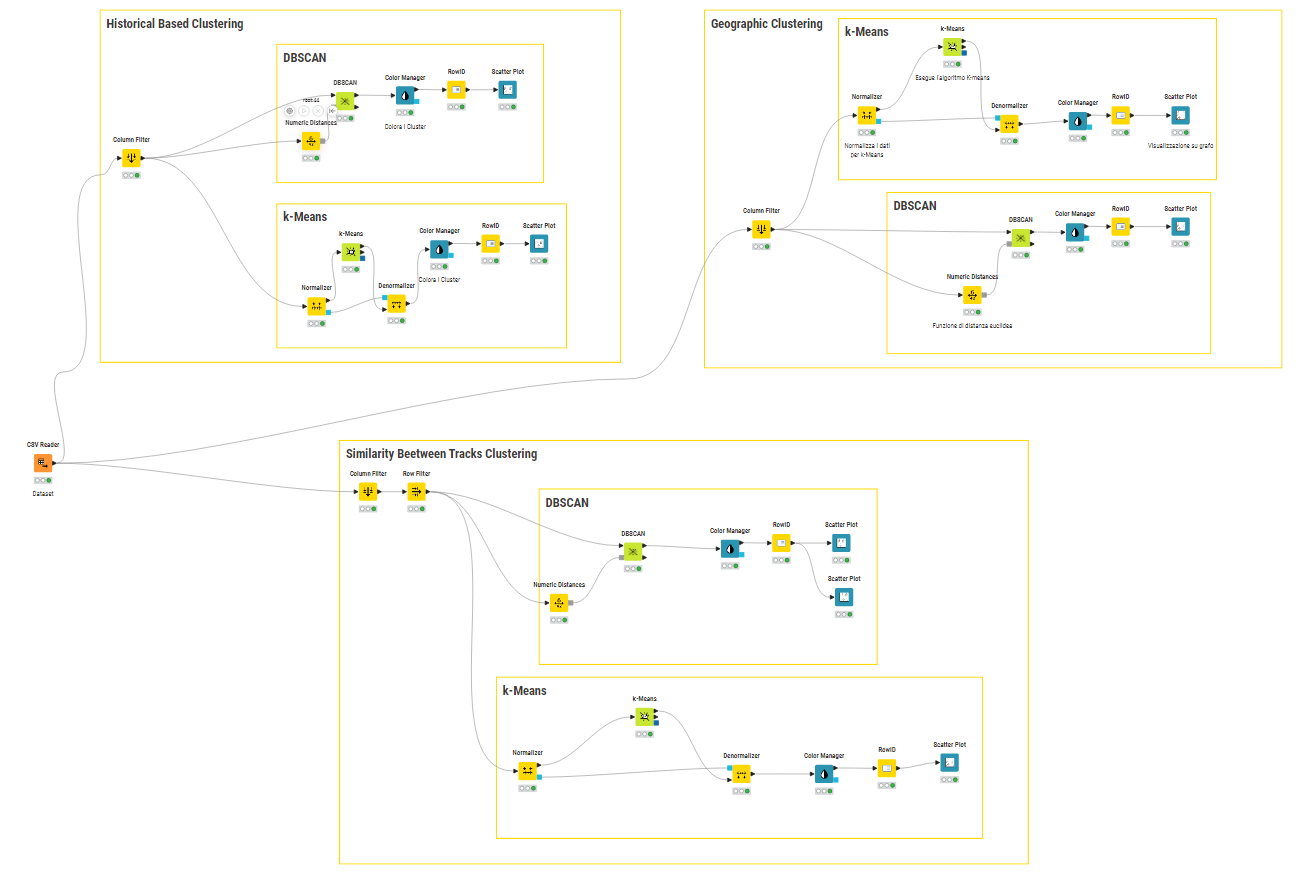 Historical Based Clustering
DBSCAN
DBSCAN
Color Manager
RowID
Scatter Plot
Numeric Distances
Colora i Cluster
Column Filter
k-Means
k-Means
Color Manager
RowID
Scatter Plot
Colora i Cluster
Normalizer
Denormalizer
Geographic Clustering
k-Means
k-Means
Esegue l'algoritmo K-means
Normalizer
Denormalizer
Color Manager
RowID
Scatter Plot
Normalizza i dati
per k-Means
Visualizzazione su grafo
DBSCAN
Column Filter
DBSCAN
Color Manager
RowID
Scatter Plot
Numeric Distances
Funzione di distanza euclidea
CSV Reader
Dataset
Similarity Beetween Tracks Clustering
Column Filter
Row Filter
DBSCAN
DBSCAN
Color Manager
RowID
Scatter Plot
Scatter Plot
Numeric Distances
k-Means
k-Means
Normalizer
Denormalizer
Color Manager
RowID
Scatter Plot